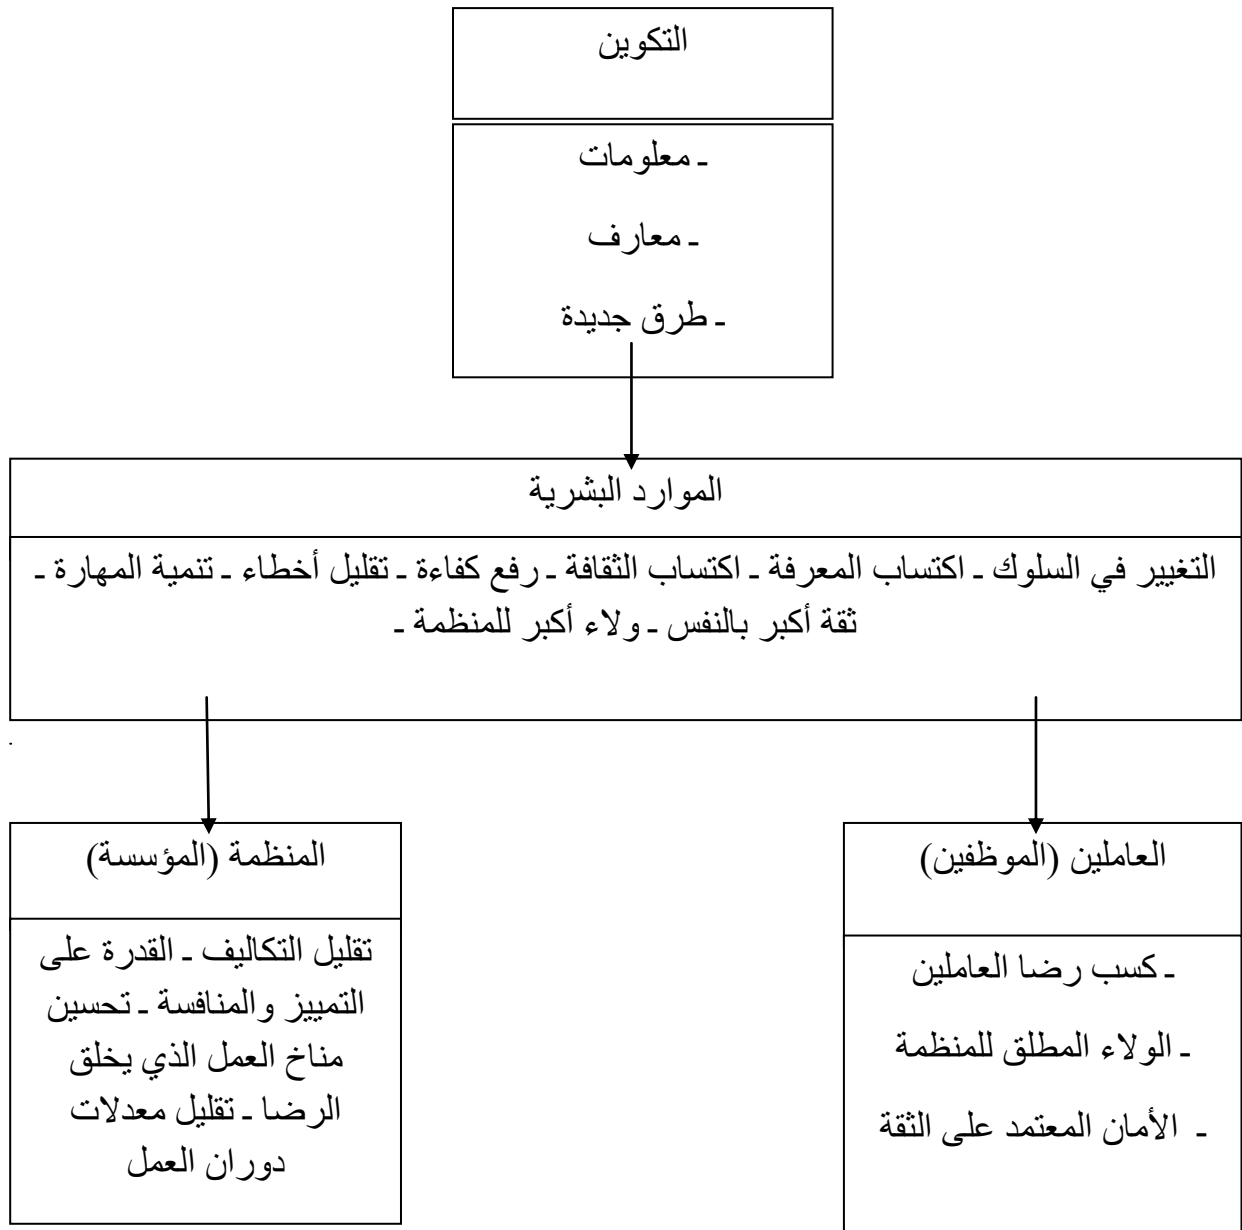 التكوين
ـ معلومات
ـ معارف
ـ طرق جديدة
الموارد البشرية
التغيير في السلوك ـ اكتساب المعرفة ـ اكتساب الثقافة ـ رفع كفاءة ـ تقليل أخطاء ـ تنمية المهارة ـ
ثقة أكبر بالنفس ـ ولاء أكبر للمنظمة ـ
العاملين (الموظفين)
ـ كسب رضا العاملين
ـ الولاء المطلق للمنظمة
ـ الأمان المعتمد على الثقة
المنظمة (المؤسسة)
تقليل التكاليف ـ القدرة على
التمييز والمنافسة ـ تحسين
مناخ العمل الذي يخلق
الرضا ـ تقليل معدلات
دوران العمل